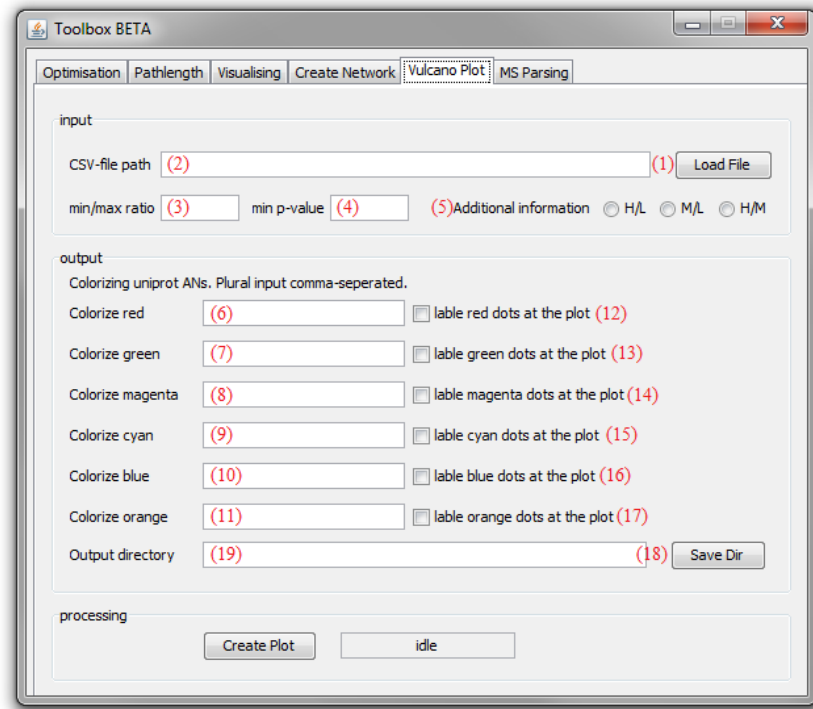 Toolbox BETA
Optimisation Pathlength Visualising Create Network Vulcano Plot MS Parsing
input
CSV-file path (2) (1) Load File
min/max ratio (3) min p-value (4) (5) Additional information H/L M/L H/M
output
Colorizing uniprot ANs. Plural input comma-seperated.
Colorize red (6) lable red dots at the plot (12)
Colorize green (7) lable green dots at the plot (13)
Colorize magenta (8) lable magenta dots at the plot (14)
Colorize cyan (9) lable cyan dots at the plot (15)
Colorize blue (10) lable blue dots at the plot (16)
Colorize orange (11) lable orange dots at the plot (17)
Output directory (19) (18) Save Dir
processing
Create Plot idle